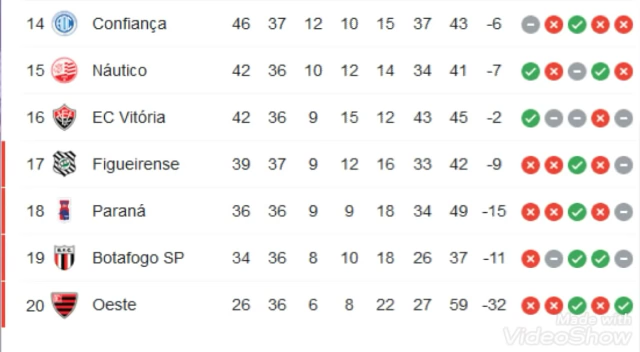 14 Confiança 46 37 12 10 15 37 43 -6
15 Náutico 42 36 10 12 14 34 41 -7
16 EC Vitória 42 36 9 15 12 43 45 -2
17 Figueirense 39 37 9 12 16 33 42 -9
18 Paraná 36 36 9 9 18 34 49 -15
19 Botafogo SP 34 36 8 10 18 26 37 -11
20 Oeste 26 36 6 8 22 27 59 -32
Made with
VideoShow